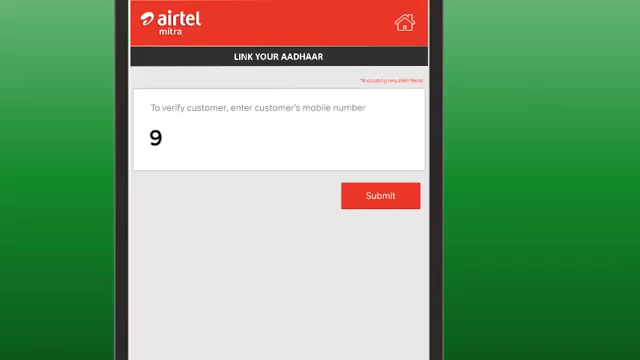 airtel
mitra
LINK YOUR AADHAAR
*Indicating required fields
To verify customer, enter customer's mobile number
9
Submit